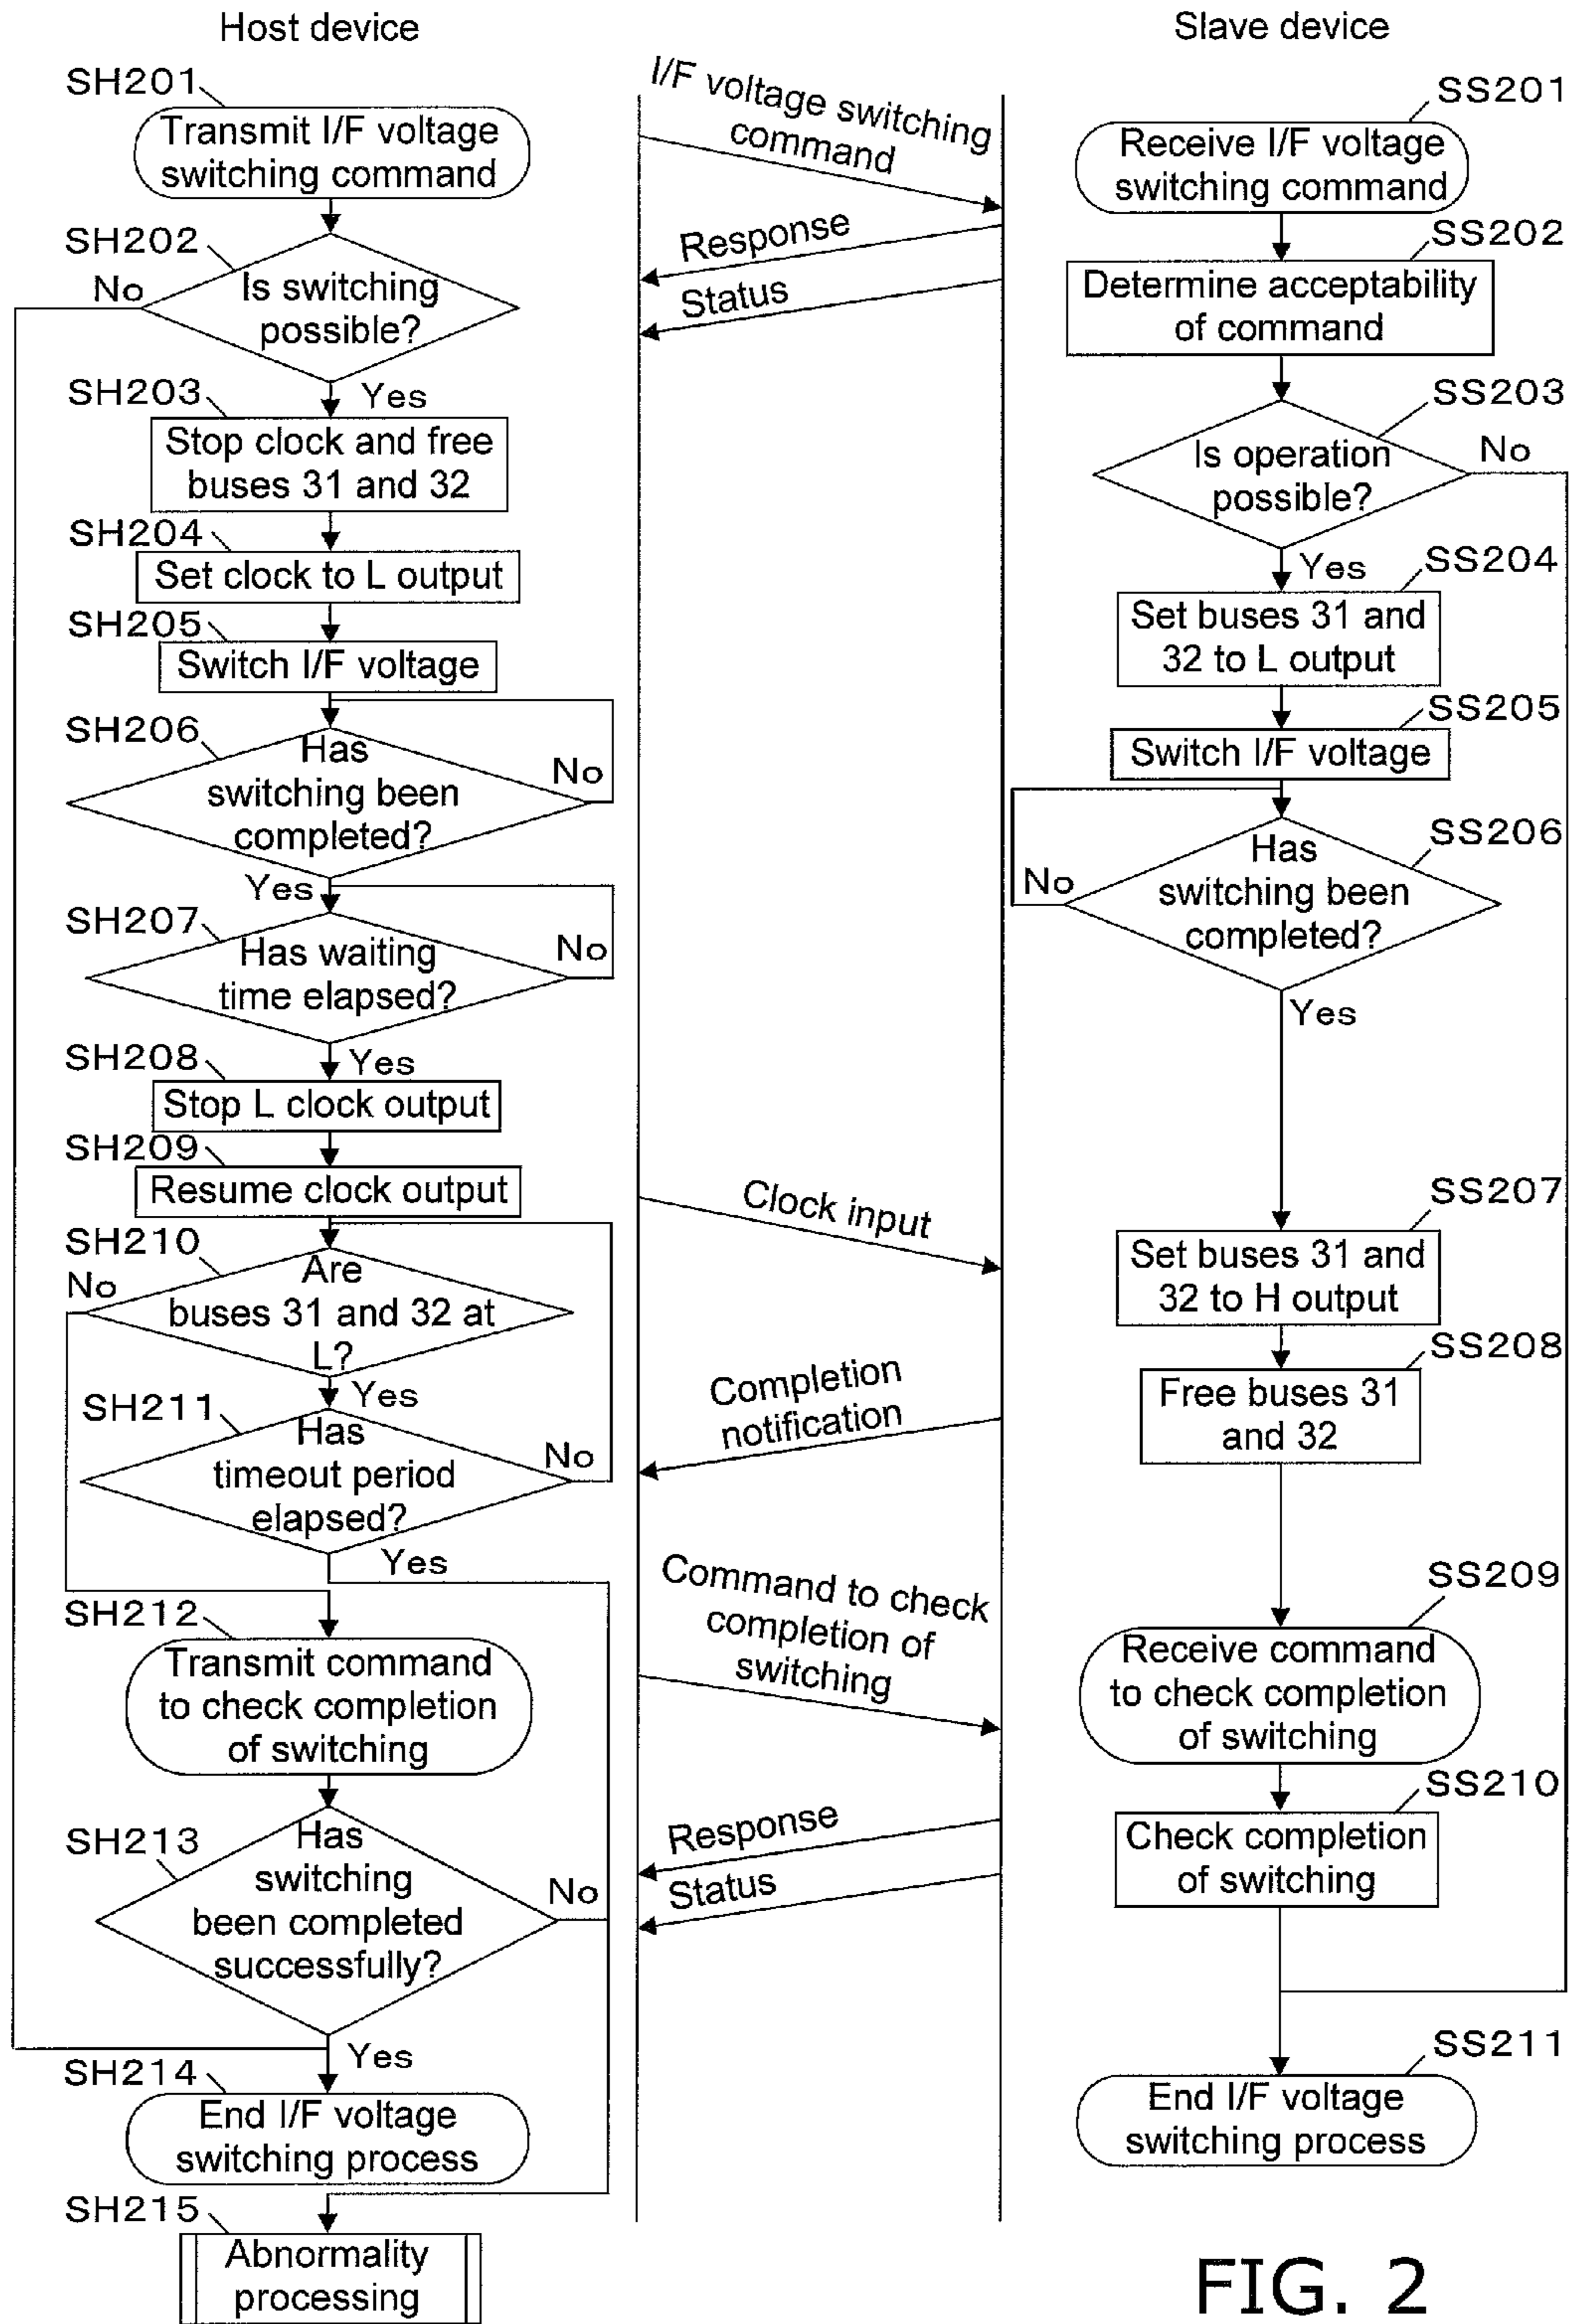 Host device
SH201
Transmit I/F voltage
switching command
SH202
No
Is switching
possible?
SH203
Yes
Stop clock and free
buses 31 and 32
SH204
Set clock to L output
SH205
Switch I/F voltage
SH206
Has
switching been
completed?
No
Yes
SH207
Has waiting
time elapsed?
No
SH208
Yes
Stop L clock output
SH209
Resume clock output
SH210
No
Are
buses 31 and 32 at
L?
Yes
SH211
Has
timeout period
elapsed?
No
Yes
SH212
Transmit command
to check completion
of switching
SH213
Has
switching
been completed
successfully?
No
Yes
SH214
End I/F voltage
switching process
SH215
Abnormality
processing
I/F voltage switching
command
Response
Status
Clock input
Completion
notification
Command to check
completion of
switching
Response
Status
Slave device
SS201
Receive I/F voltage
switching command
SS202
Determine acceptability
of command
SS203
Is operation
possible?
No
Yes
SS204
Set buses 31 and
32 to L output
SS205
Switch I/F voltage
SS206
Has
switching been
completed?
No
Yes
SS207
Set buses 31 and
32 to H output
SS208
Free buses 31
and 32
SS209
Receive command
to check completion
of switching
SS210
Check completion
of switching
SS211
End I/F voltage
switching process
FIG. 2